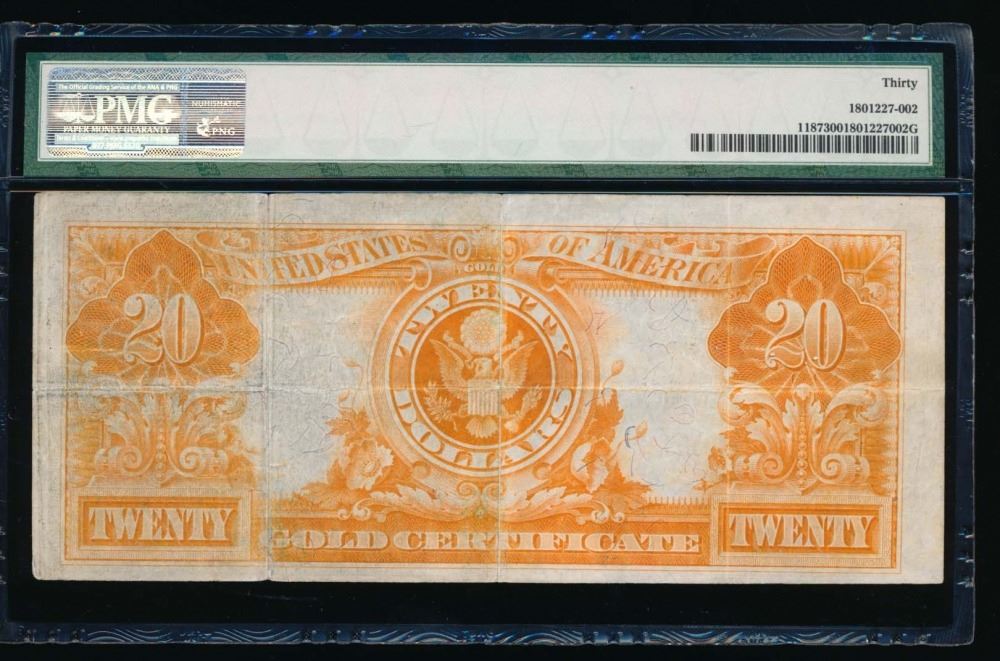 The Official Grading Service of the ANA & PNG
PMG
PAPER MONEY GUARANTY
NUMISMATIC
PNG
Thirty
1801227-002
11873001801227002G
UNITED STATES OF AMERICA
GOLD
20
20
TWENTY
DOLLARS
TWENTY
GOLD CERTIFICATE
TWENTY